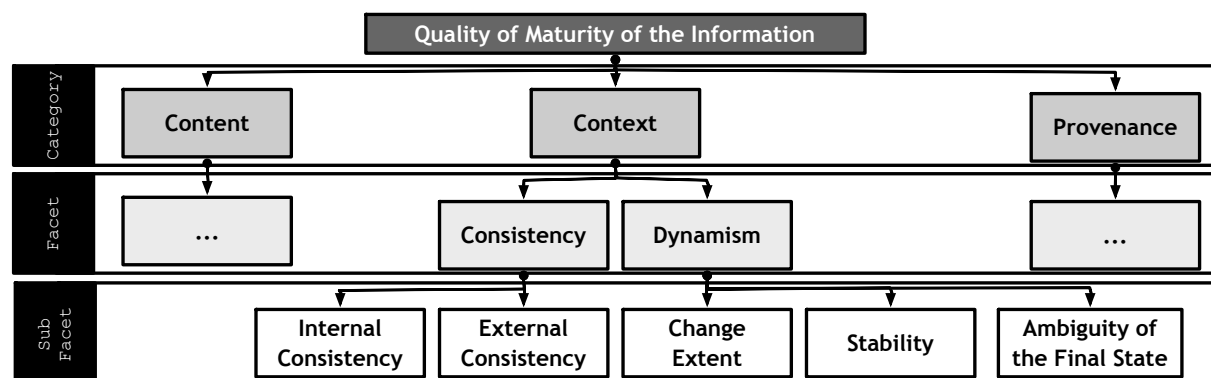 Quality of Maturity of the Information
Category
Content
Context
Provenance
Facet
...
Consistency
Dynamism
...
Sub
Facet
Internal
Consistency
External
Consistency
Change
Extent
Stability
Ambiguity of
the Final State